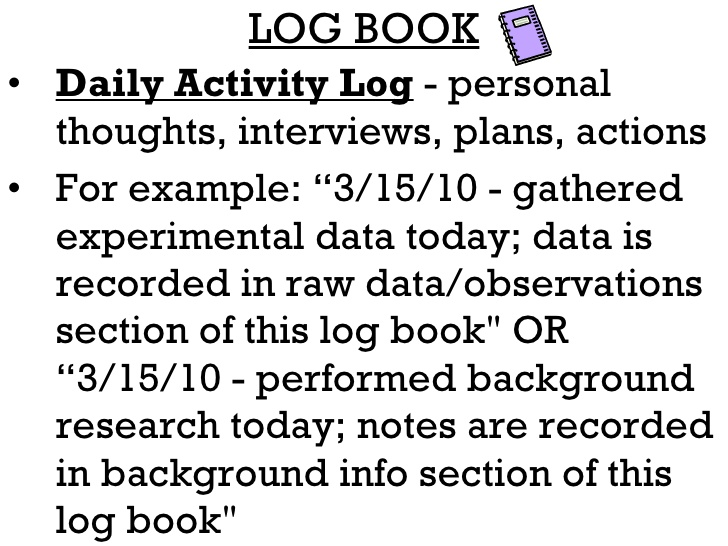 LOG BOOK
• Daily Activity Log - personal
thoughts, interviews, plans, actions
• For example: “3/15/10 - gathered
experimental data today; data is
recorded in raw data/observations
section of this log book" OR
“3/15/10 - performed background
research today; notes are recorded
in background info section of this
log book"